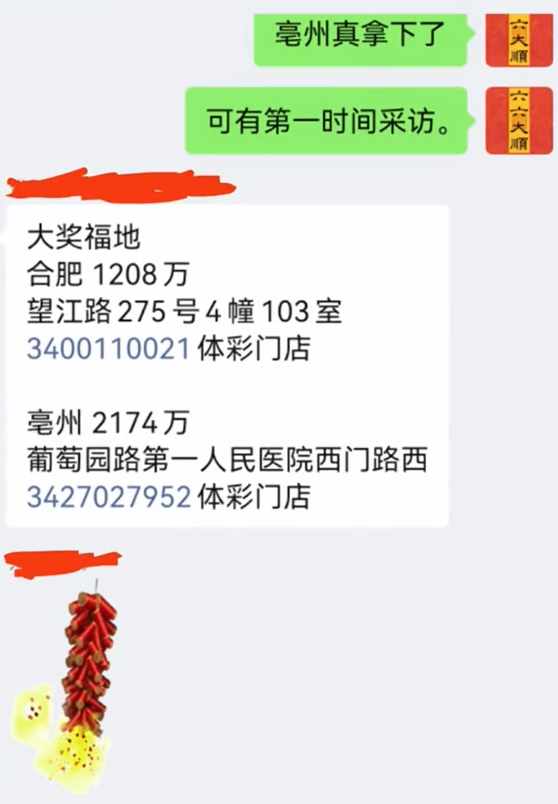 亳州真拿下了
六大順
可有第一时间采访。
六六大順
大奖福地
合肥 1208 万
望江路 275 号 4 幢 103 室
3400110021 体彩门店
亳州 2174 万
葡萄园路第一人民医院西门路西
3427027952 体彩门店